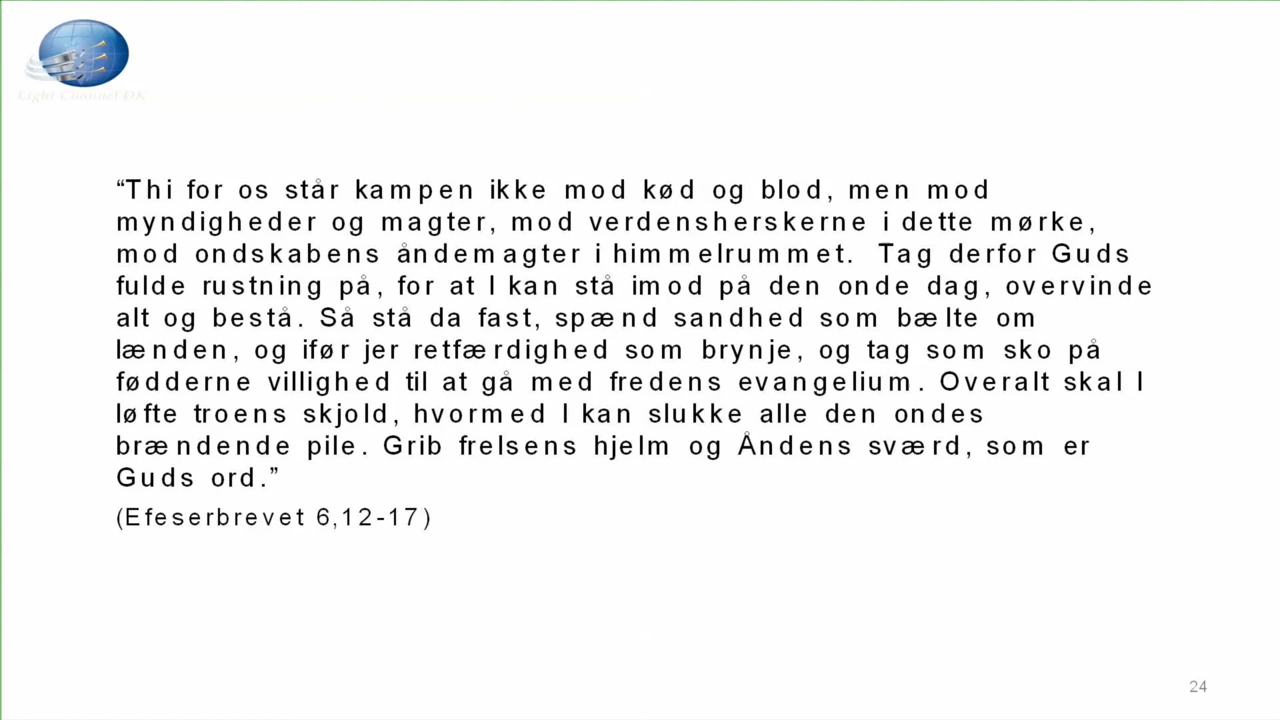 Light Channel DK
“Thi for os står kampen ikke mod kød og blod, men mod
myndigheder og magter, mod verdensherskerne i dette mørke,
mod ondskabens åndemagter i himmelrummet. Tag derfor Guds
fulde rustning på, for at I kan stå imod på den onde dag, overvinde
alt og bestå. Så stå da fast, spænd sandhed som bælte om
lænden, og ifør jer retfærdighed som brynje, og tag som sko på
fødderne villighed til at gå med fredens evangelium. Overalt skal I
løfte troens skjold, hvormed I kan slukke alle den ondes
brændende pile. Grib frelsens hjelm og Åndens sværd, som er
Guds ord.”
(Efeserbrevet 6,12-17)
24